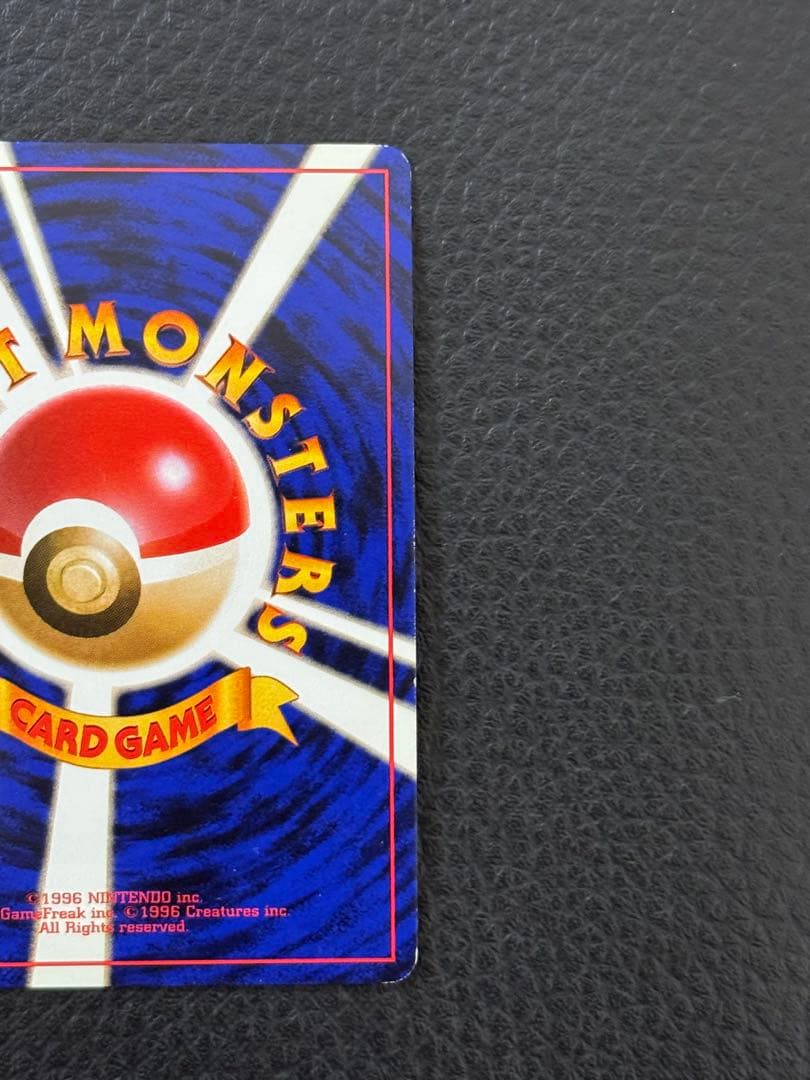 T MONSTERS
CARD GAME
©1996 NINTENDO inc.
GameFreak inc. ©1996 Creatures inc.
All Rights reserved.